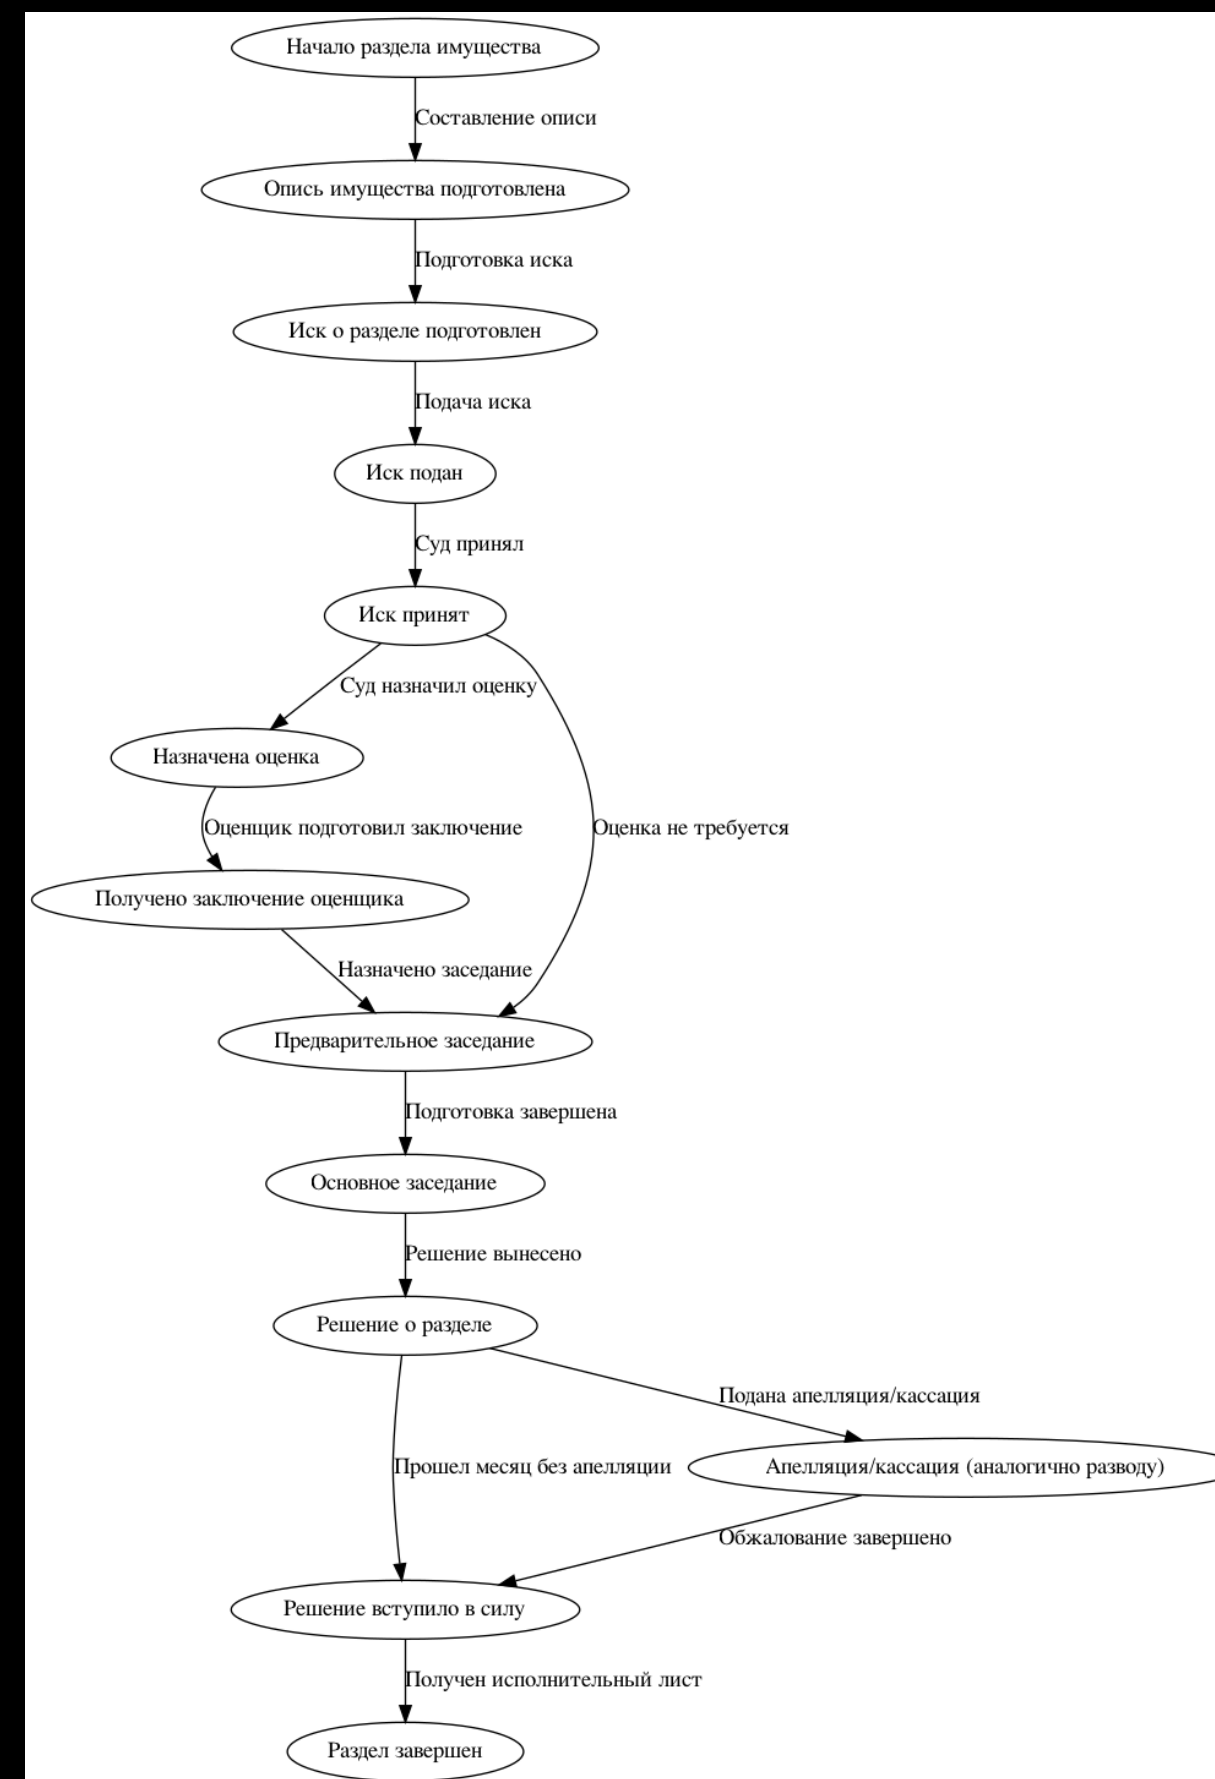 Начало раздела имущества
Составление описи
Опись имущества подготовлена
Подготовка иска
Иск о разделе подготовлен
Подача иска
Иск подан
Суд принял
Иск принят
Суд назначил оценку
Назначена оценка
Оценщик подготовил заключение
Оценка не требуется
Получено заключение оценщика
Назначено заседание
Предварительное заседание
Подготовка завершена
Основное заседание
Решение вынесено
Решение о разделе
Подана апелляция/кассация
Прошел месяц без апелляции
Апелляция/кассация (аналогично разводу)
Обжалование завершено
Решение вступило в силу
Получен исполнительный лист
Раздел завершен